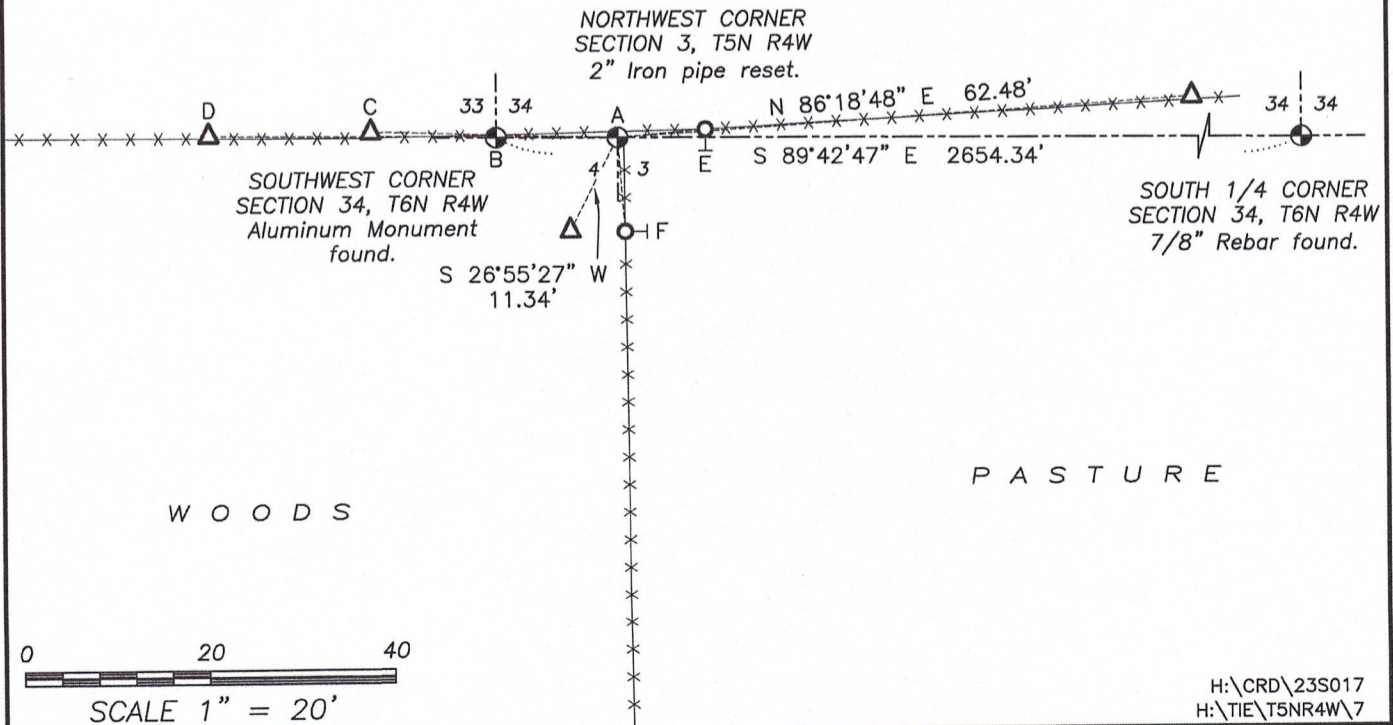 NORTHWEST CORNER
SECTION 3, T5N R4W
2" Iron pipe reset.
D
C
33
34
A
N 86°18'48" E 62.48'
34
34
B
4
3
E
S 89°42'47" E 2654.34'
SOUTHWEST CORNER
SECTION 34, T6N R4W
Aluminum Monument
found.
SOUTH 1/4 CORNER
SECTION 34, T6N R4W
7/8" Rebar found.
F
S 26°55'27" W
11.34'
PASTURE
WOODS
0 20 40
SCALE 1" = 20'
H:\CRD\23S017
H:\TIE\T5NR4W\7